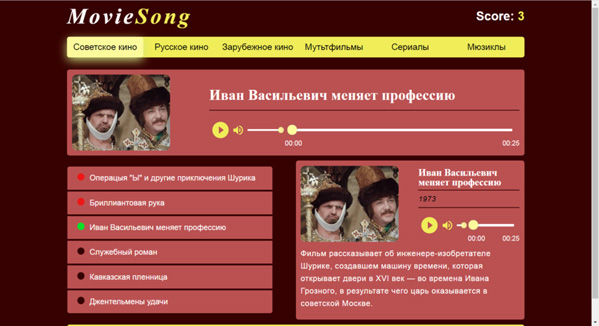 MovieSong
Score: 3
Советское кино
Русское кино
Зарубежное кино
Мутьтфильмы
Сериалы
Мюзиклы
Иван Васильевич меняет профессию
00:00
00:25
Операцыя "Ы" и другие приключения Шурика
Бриллиантовая рука
Иван Васильевич меняет профессию
Служебный роман
Кавказская пленница
Джентельмены удачи
Иван Васильевич
меняет профессию
1973
00:00
00:25
Фильм рассказывает об инженере-изобретателе
Шурике, создавшем машину времени, которая
открывает двери в XVI век — во времена Ивана
Грозного, в результате чего царь оказывается в
советской Москве.